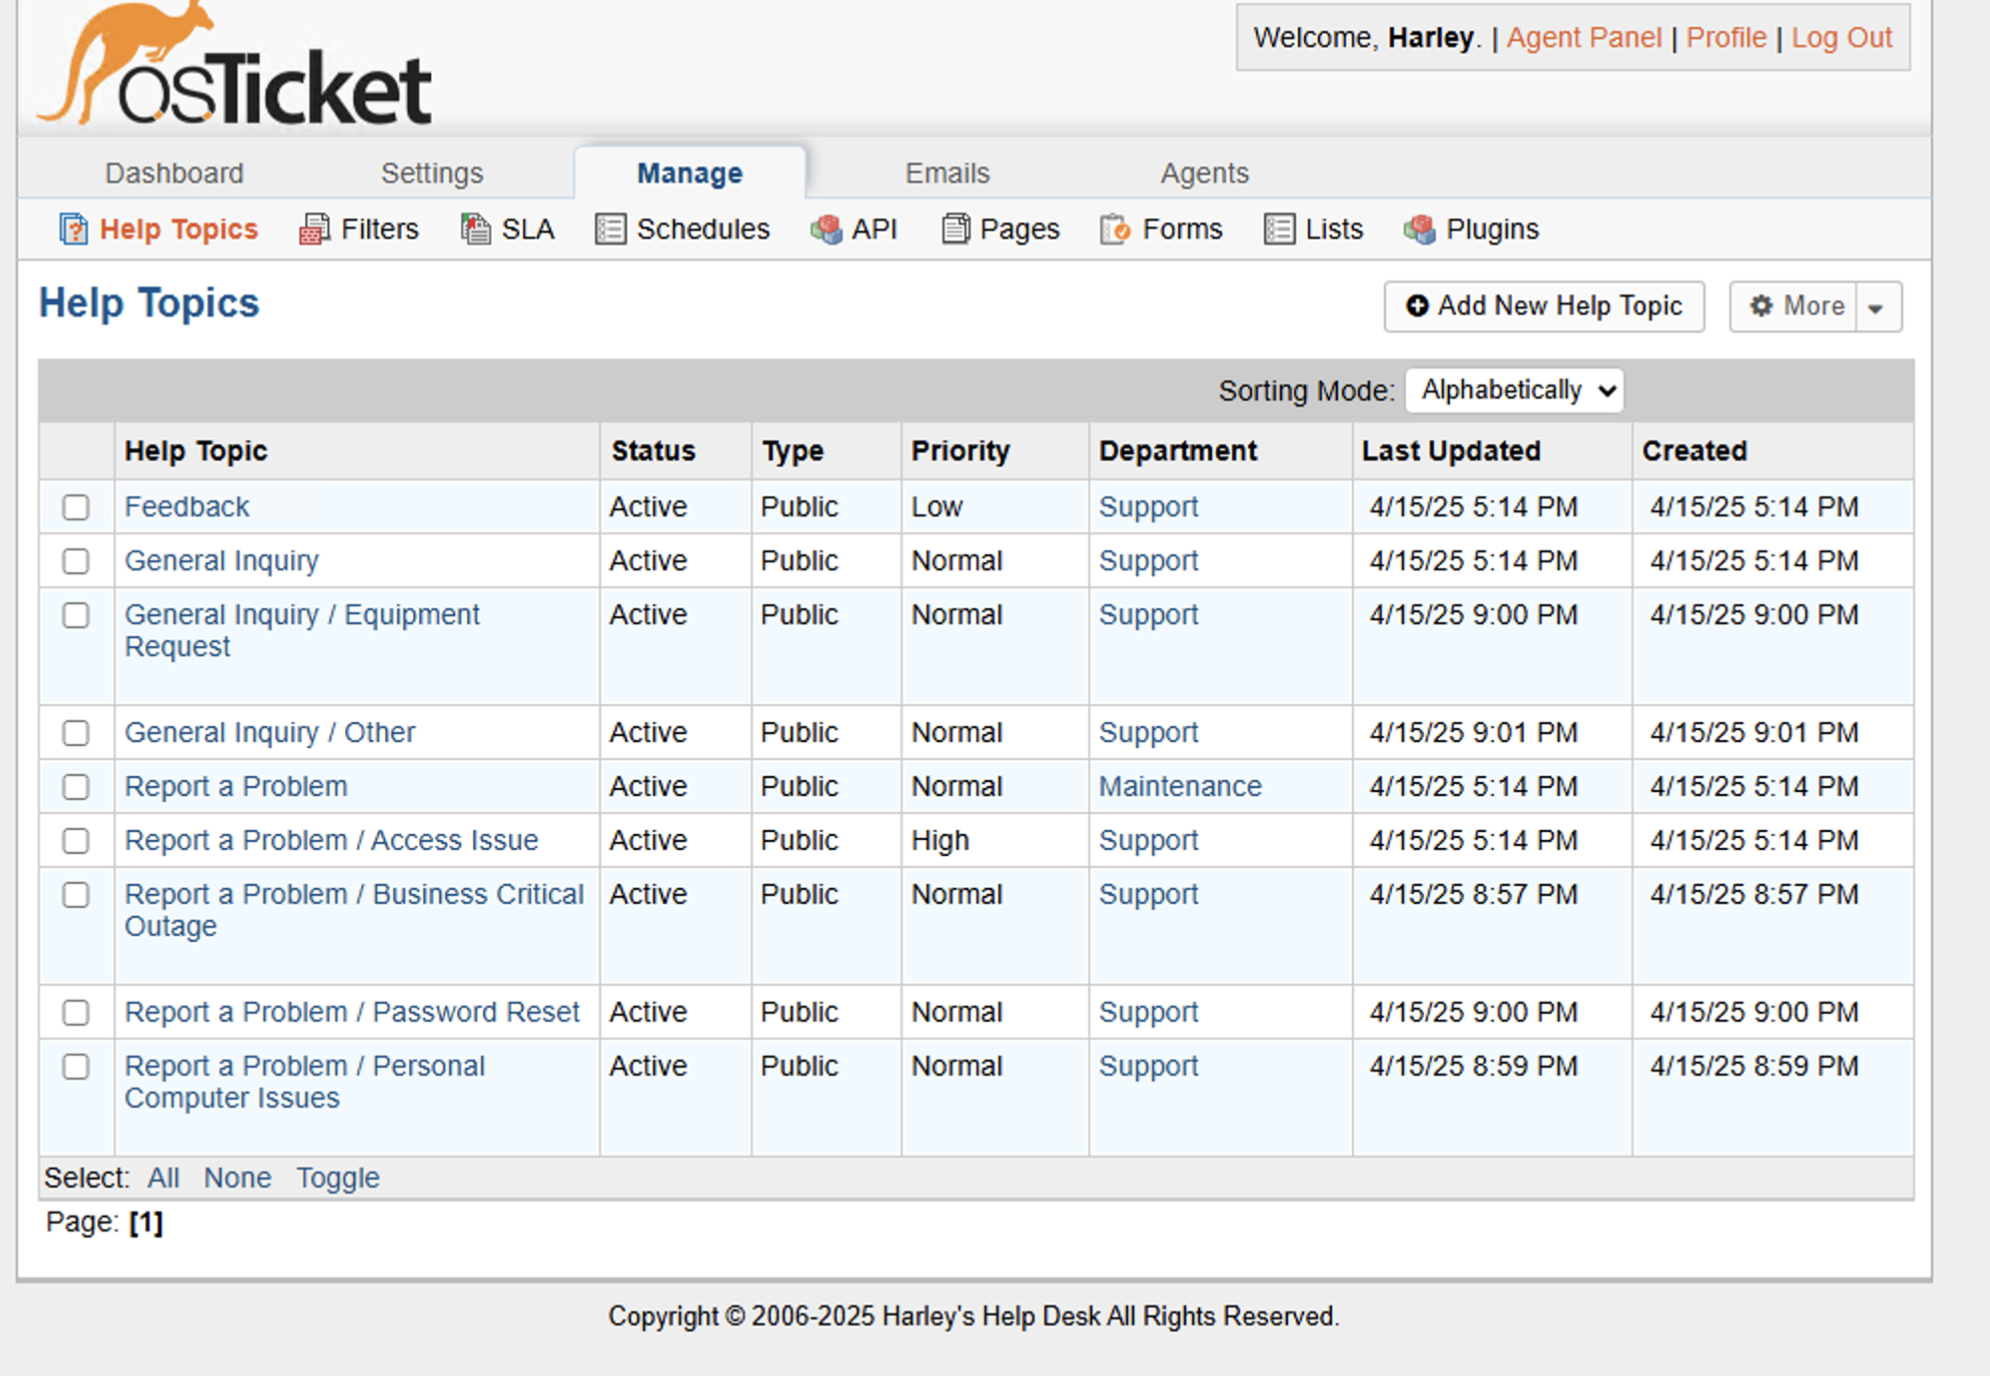 osTicket
Welcome, Harley. | Agent Panel | Profile | Log Out
Dashboard Settings Manage Emails Agents
Help Topics Filters SLA Schedules API Pages Forms Lists Plugins
Help Topics
Add New Help Topic
More
Sorting Mode: Alphabetically
Help Topic Status Type Priority Department Last Updated Created
Feedback Active Public Low Support 4/15/25 5:14 PM 4/15/25 5:14 PM
General Inquiry Active Public Normal Support 4/15/25 5:14 PM 4/15/25 5:14 PM
General Inquiry / Equipment Active Public Normal Support 4/15/25 9:00 PM 4/15/25 9:00 PM
Request
General Inquiry / Other Active Public Normal Support 4/15/25 9:01 PM 4/15/25 9:01 PM
Report a Problem Active Public Normal Maintenance 4/15/25 5:14 PM 4/15/25 5:14 PM
Report a Problem / Access Issue Active Public High Support 4/15/25 5:14 PM 4/15/25 5:14 PM
Report a Problem / Business Critical Active Public Normal Support 4/15/25 8:57 PM 4/15/25 8:57 PM
Outage
Report a Problem / Password Reset Active Public Normal Support 4/15/25 9:00 PM 4/15/25 9:00 PM
Report a Problem / Personal Active Public Normal Support 4/15/25 8:59 PM 4/15/25 8:59 PM
Computer Issues
Select: All None Toggle
Page: [1]
Copyright © 2006-2025 Harley's Help Desk All Rights Reserved.